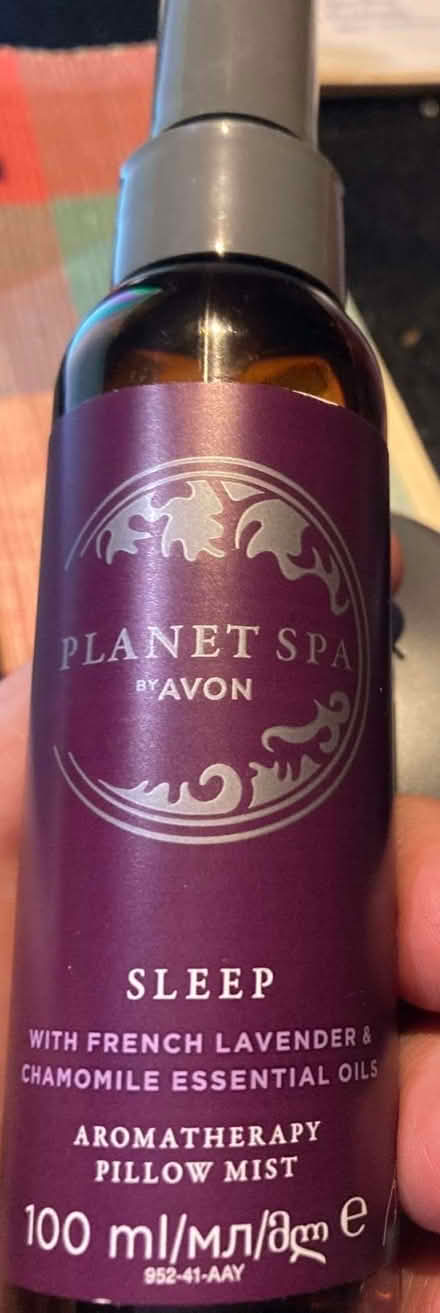 PLANET SPA
BY AVON
SLEEP
WITH FRENCH LAVENDER &
CHAMOMILE ESSENTIAL OILS
AROMATHERAPY
PILLOW MIST
100 ml/мл/მლ e
952-41-AAY